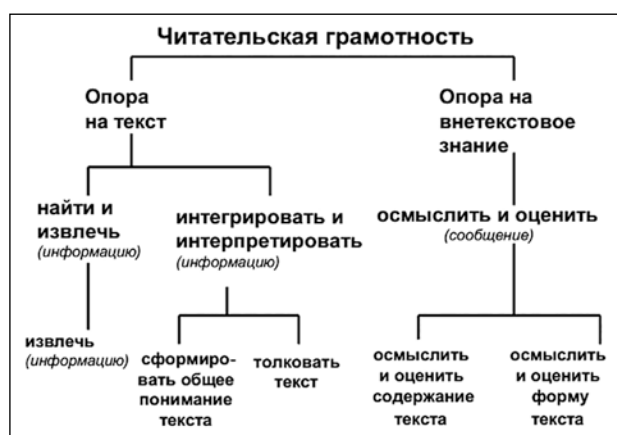 Читательская грамотность
Опора
на текст
Опора на
внетекстовое
знание
найти и
извлечь
(информацию)
интегрировать и
интерпретировать
(информацию)
осмыслить и оценить
(сообщение)
извлечь
(информацию)
сформиро-
вать общее
понимание
текста
толковать
текст
осмыслить
и оценить
содержание
текста
осмыслить
и оценить
форму
текста